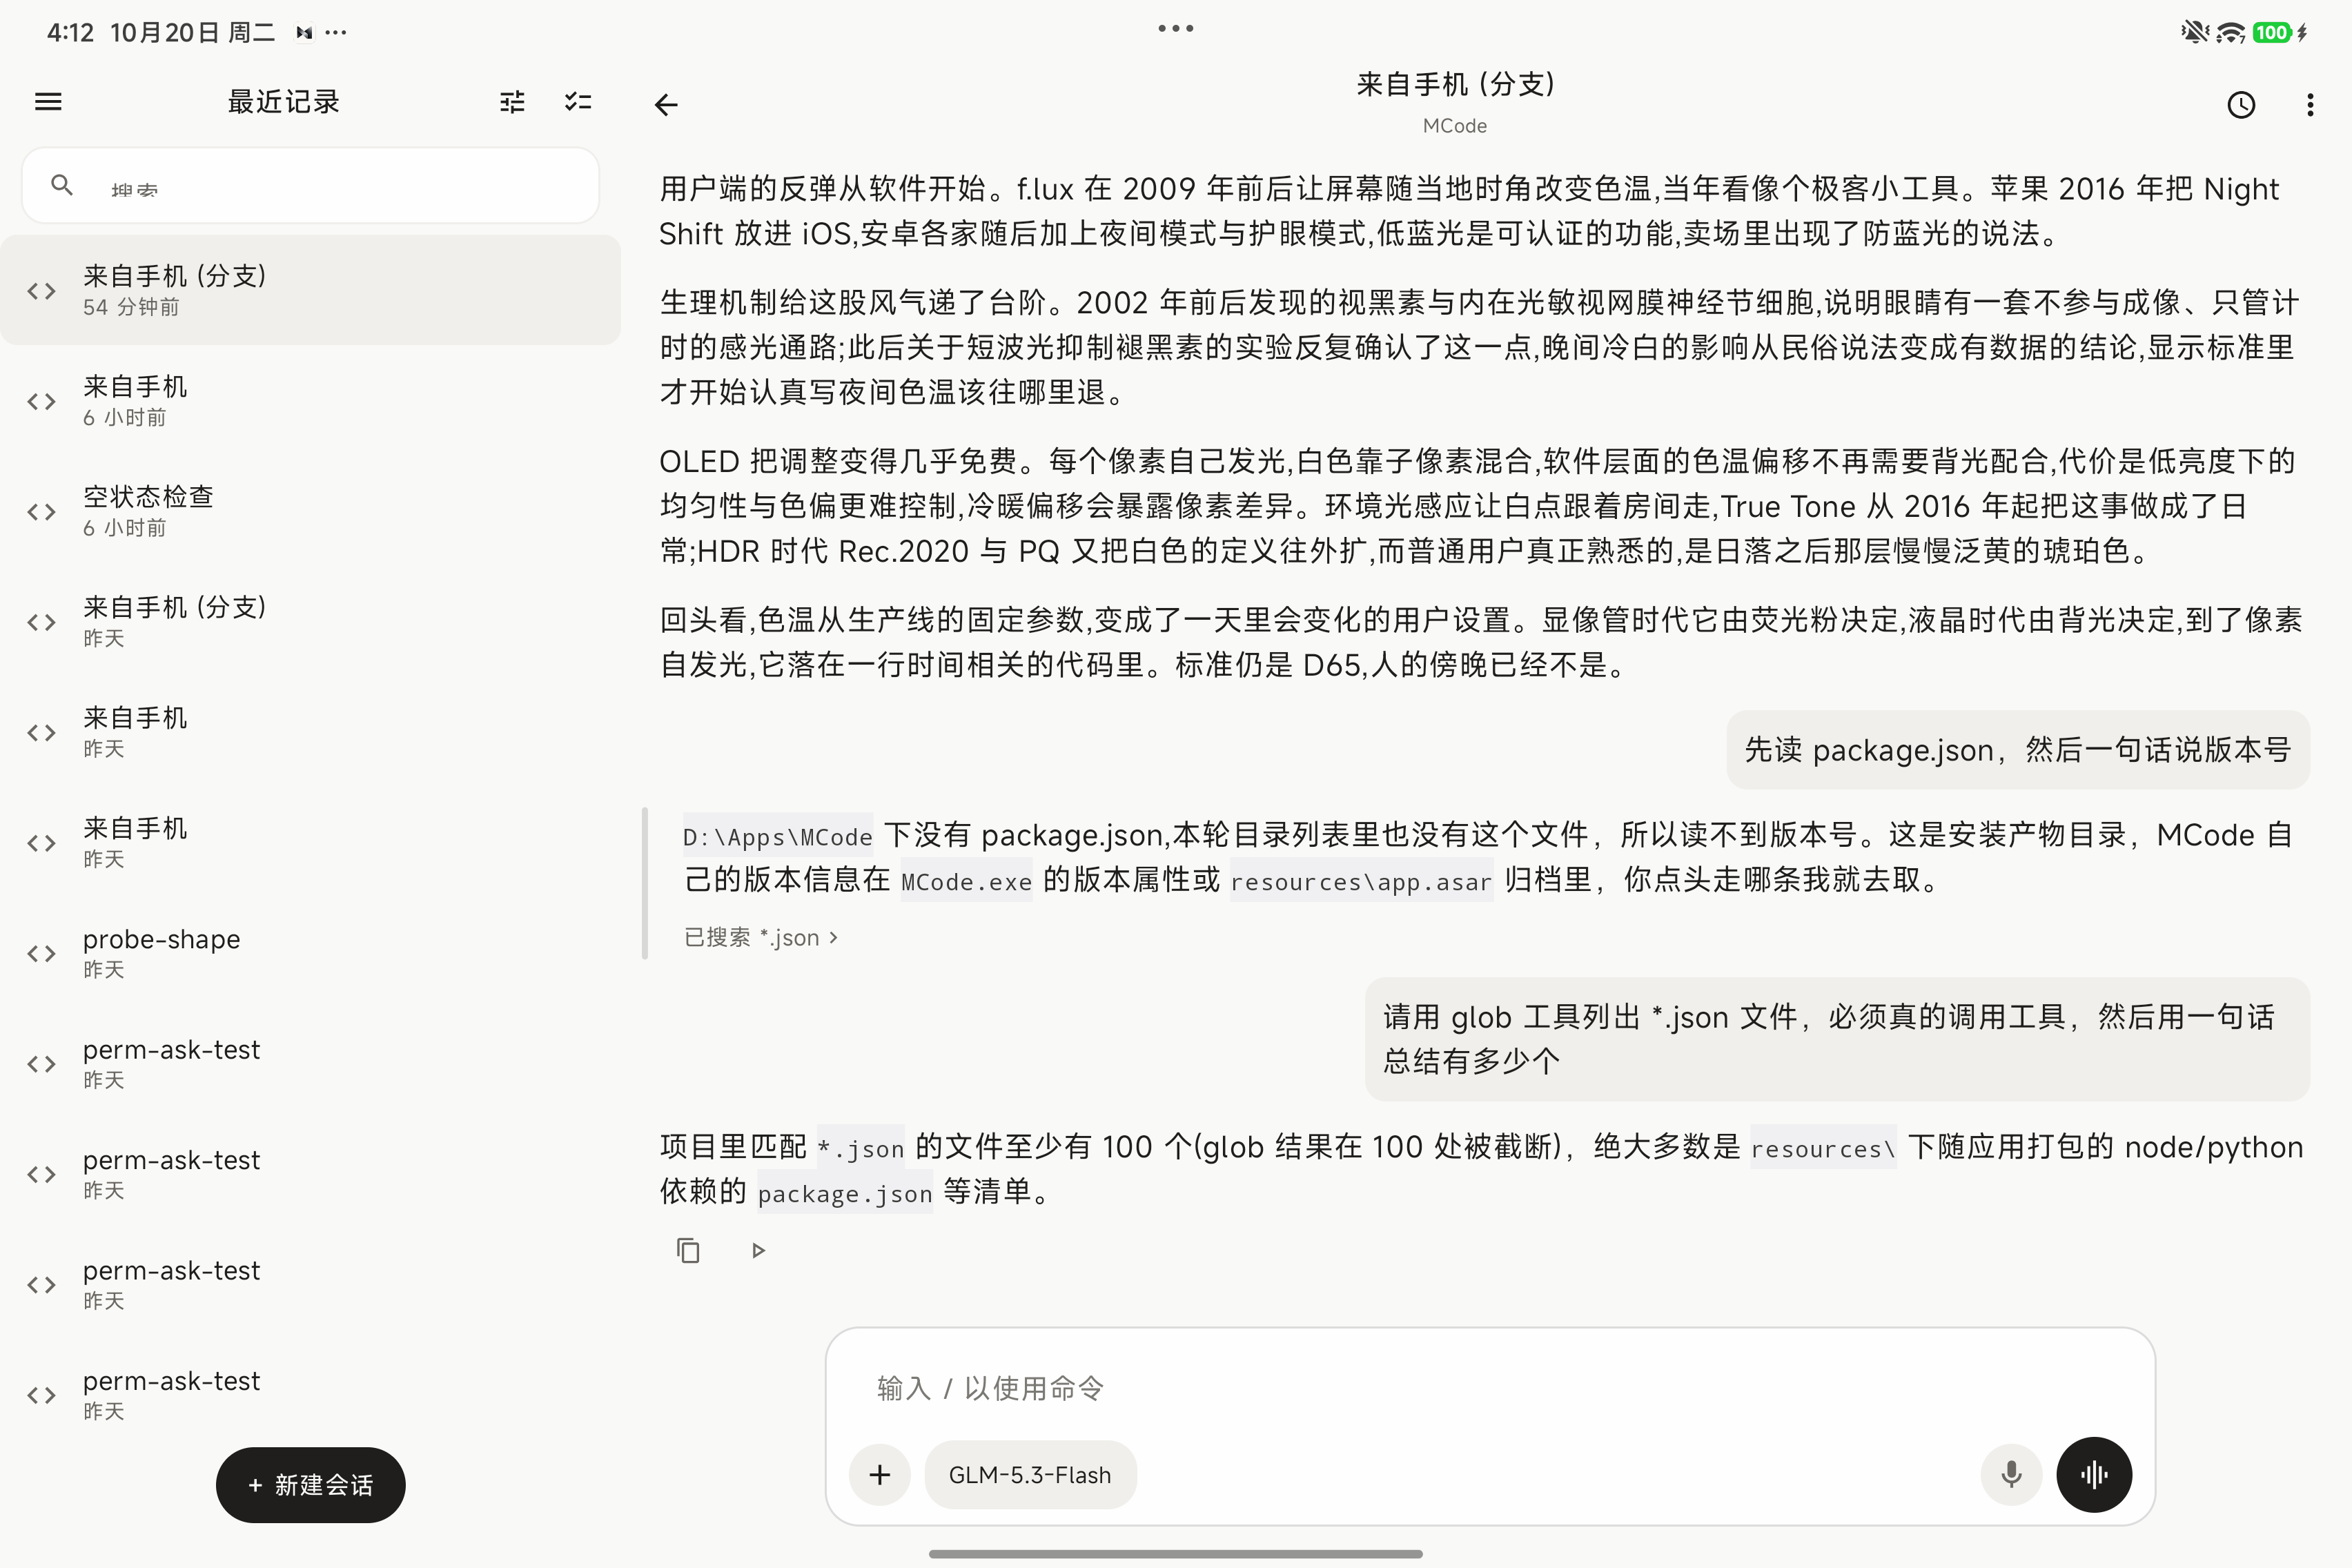 4:12 10月20日 周二
100
最近记录
搜索
来自手机 (分支)
54 分钟前
来自手机
6 小时前
空状态检查
6 小时前
来自手机 (分支)
昨天
来自手机
昨天
来自手机
昨天
probe-shape
昨天
perm-ask-test
昨天
perm-ask-test
昨天
perm-ask-test
昨天
perm-ask-test
昨天
+ 新建会话
来自手机 (分支)
MCode
用户端的反弹从软件开始。f.lux 在 2009 年前后让屏幕随当地时角改变色温,当年看像个极客小工具。苹果 2016 年把 Night
Shift 放进 iOS,安卓各家随后加上夜间模式与护眼模式,低蓝光是可认证的功能,卖场里出现了防蓝光的说法。
生理机制给这股风气递了台阶。2002 年前后发现的视黑素与内在光敏视网膜神经节细胞,说明眼睛有一套不参与成像、只管计
时的感光通路;此后关于短波光抑制褪黑素的实验反复确认了这一点,晚间冷白的影响从民俗说法变成有数据的结论,显示标准里
才开始认真写夜间色温该往哪里退。
OLED 把调整变得几乎免费。每个像素自己发光,白色靠子像素混合,软件层面的色温偏移不再需要背光配合,代价是低亮度下的
均匀性与色偏更难控制,冷暖偏移会暴露像素差异。环境光感应让白点跟着房间走,True Tone 从 2016 年起把这事做成了日
常;HDR 时代 Rec.2020 与 PQ 又把白色的定义往外扩,而普通用户真正熟悉的,是日落之后那层慢慢泛黄的琥珀色。
回头看,色温从生产线的固定参数,变成了一天里会变化的用户设置。显像管时代它由荧光粉决定,液晶时代由背光决定,到了像素
自发光,它落在一行时间相关的代码里。标准仍是 D65,人的傍晚已经不是。
先读 package.json，然后一句话说版本号
D:\Apps\MCode 下没有 package.json,本轮目录列表里也没有这个文件，所以读不到版本号。这是安装产物目录，MCode 自
己的版本信息在 MCode.exe 的版本属性或 resources\app.asar 归档里，你点头走哪条我就去取。
已搜索 *.json
请用 glob 工具列出 *.json 文件，必须真的调用工具，然后用一句话
总结有多少个
项目里匹配 *.json 的文件至少有 100 个(glob 结果在 100 处被截断)，绝大多数是 resources\ 下随应用打包的 node/python
依赖的 package.json 等清单。
输入 / 以使用命令
GLM-5.3-Flash